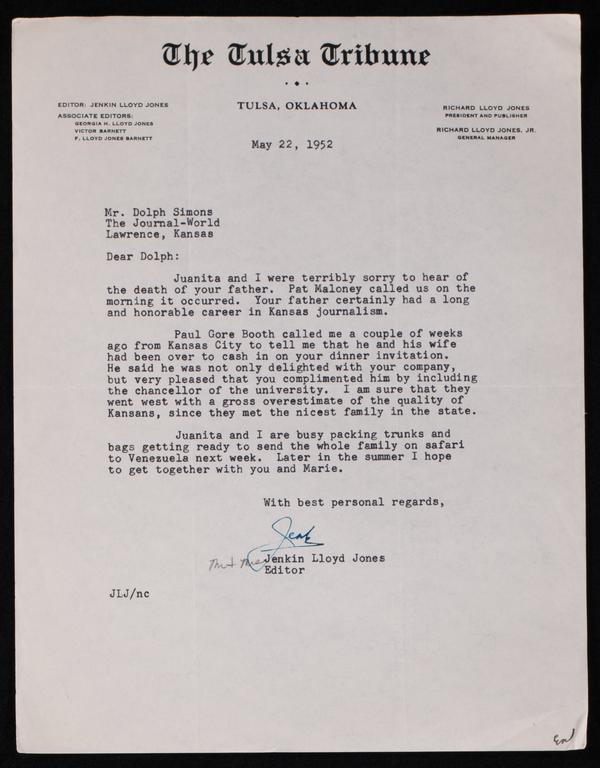 The Tulsa Tribune
TULSA, OKLAHOMA
EDITOR: JENKIN LLOYD JONES
ASSOCIATE EDITORS:
GEORGIA H. LLOYD JONES
VICTOR BARNETT
F. LLOYD JONES BARNETT
RICHARD LLOYD JONES
PRESIDENT AND PUBLISHER
RICHARD LLOYD JONES, JR.
GENERAL MANAGER
May 22, 1952
Mr. Dolph Simons
The Journal-World
Lawrence, Kansas
Dear Dolph:
Juanita and I were terribly sorry to hear of
the death of your father. Pat Maloney called us on the
morning it occurred. Your father certainly had a long
and honorable career in Kansas journalism.
Paul Gore Booth called me a couple of weeks
ago from Kansas City to tell me that he and his wife
had been over to cash in on your dinner invitation.
He said he was not only delighted with your company,
but very pleased that you complimented him by including
the chancellor of the university. I am sure that they
went west with a gross overestimate of the quality of
Kansans, since they met the nicest family in the state.
Juanita and I are busy packing trunks and
bags getting ready to send the whole family on safari
to Venezuela next week. Later in the summer I hope
to get together with you and Marie.
With best personal regards,
Jenk
Jenkin Lloyd Jones
Editor
JLJ/nc